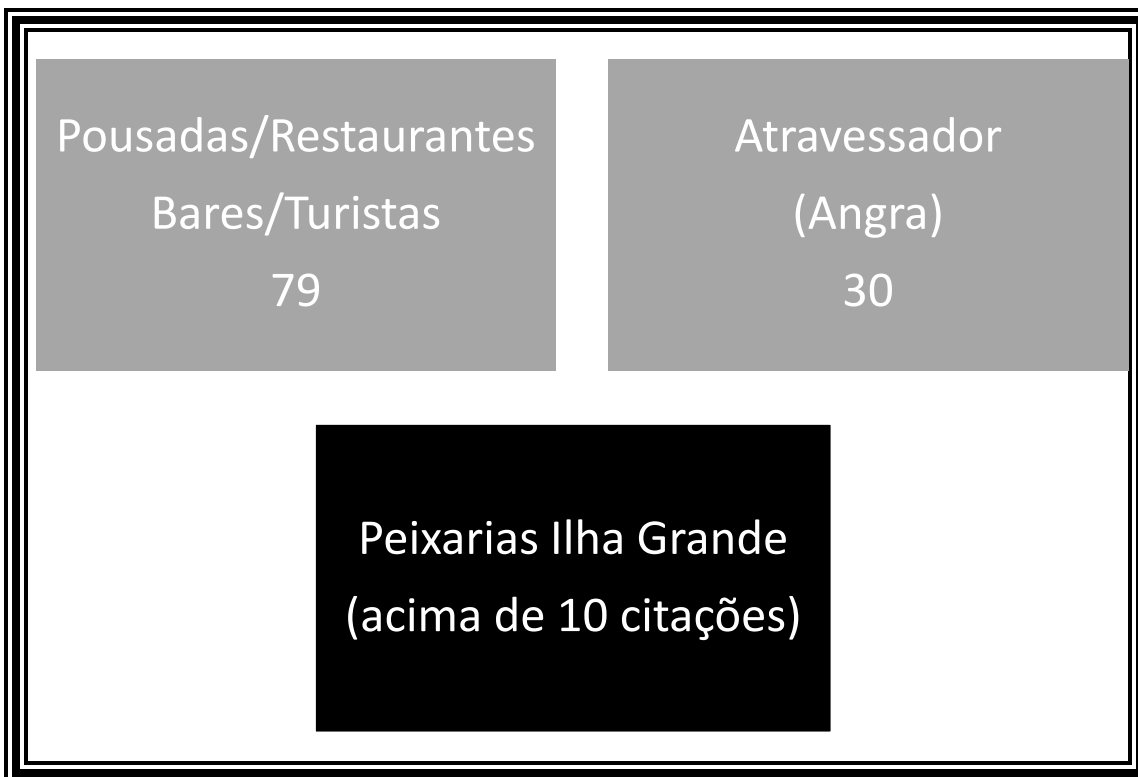 Pousadas/Restaurantes
Bares/Turistas
79
Atravessador
(Angra)
30
Peixarias Ilha Grande
(acima de 10 citações)